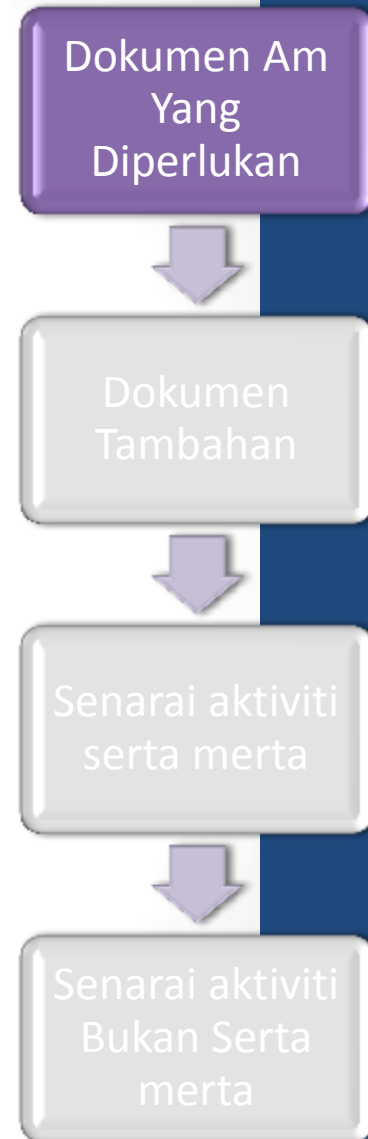 Dokumen Am
Yang
Diperlukan
Dokumen
Tambahan
Senarai aktiviti
serta merta
Senarai aktiviti
Bukan Serta
merta